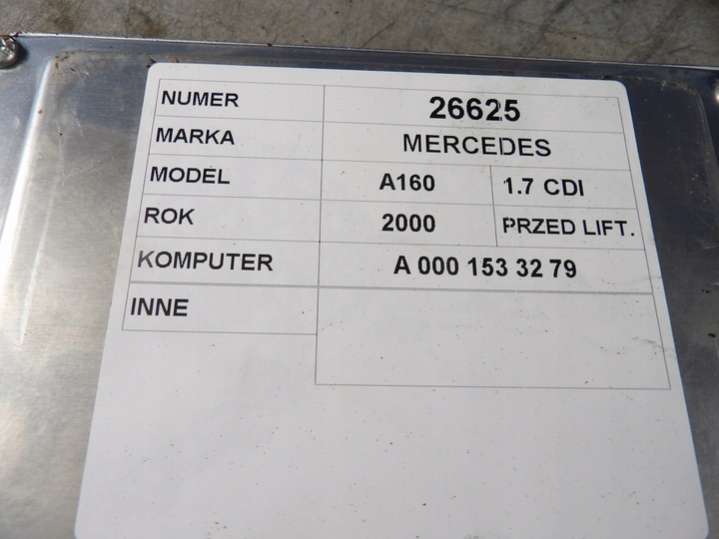 NUMER 26625
MARKA MERCEDES
MODEL A160 1.7 CDI
ROK 2000 PRZED LIFT.
KOMPUTER A 000 153 32 79
INNE